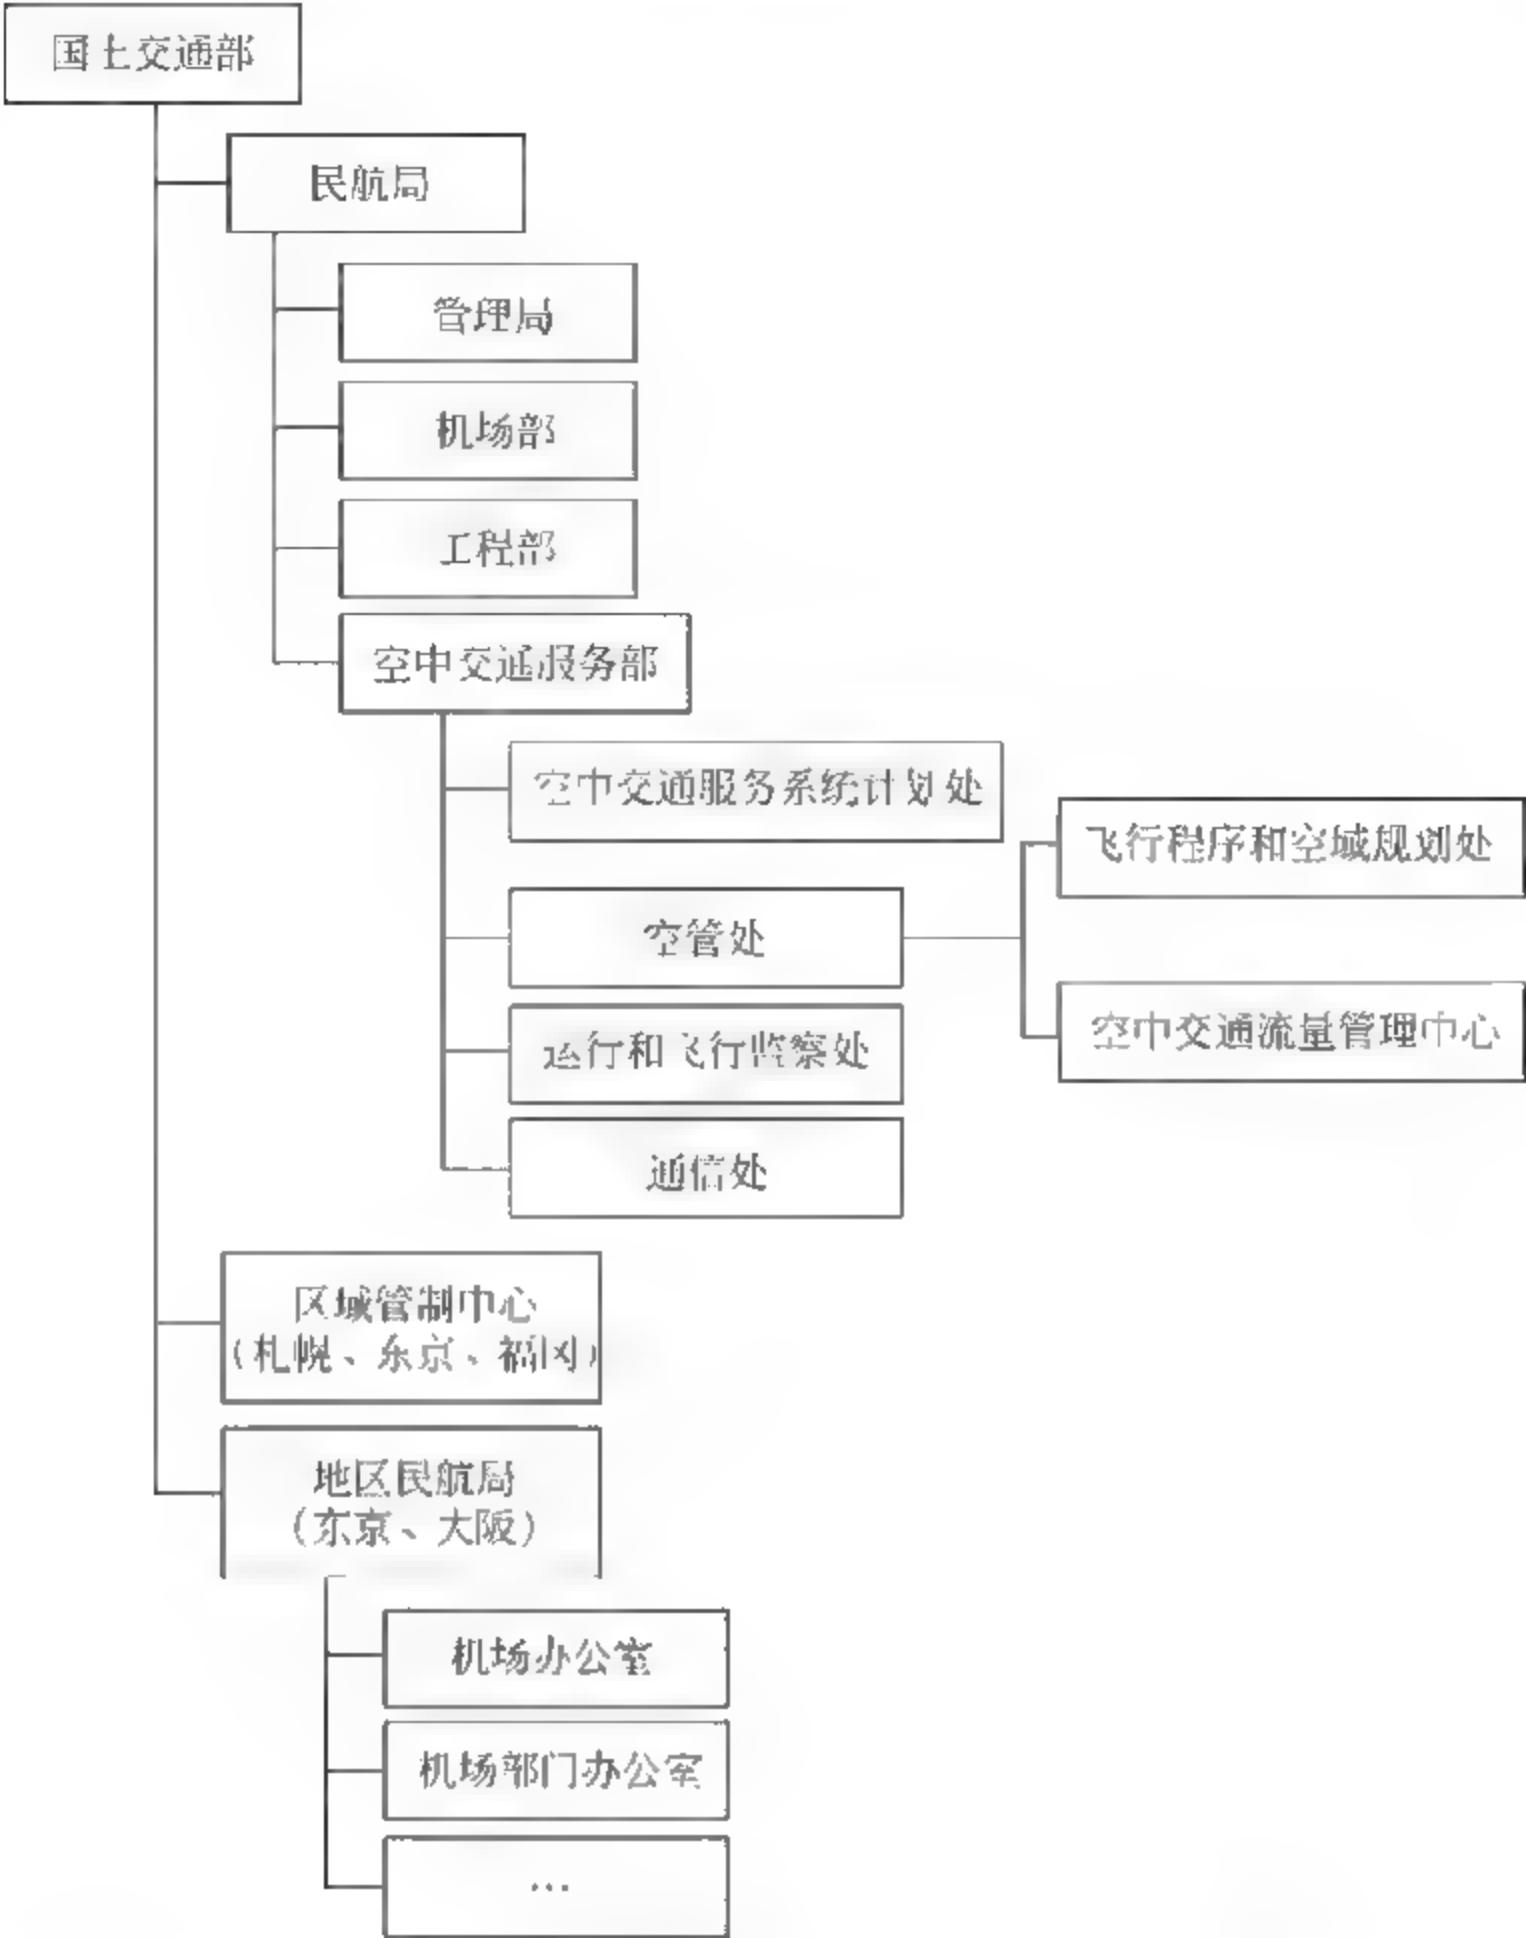 国土交通部
民航局
管理局
机场部
工程部
空中交通服务部
空中交通服务系统计划处
飞行程序和空域规划处
空管处
空中交通流量管理中心
运行和飞行监察处
通信处
区域管制中心
(札幌、东京、福冈)
地区民航局
(东京、大阪)
机场办公室
机场部门办公室
…